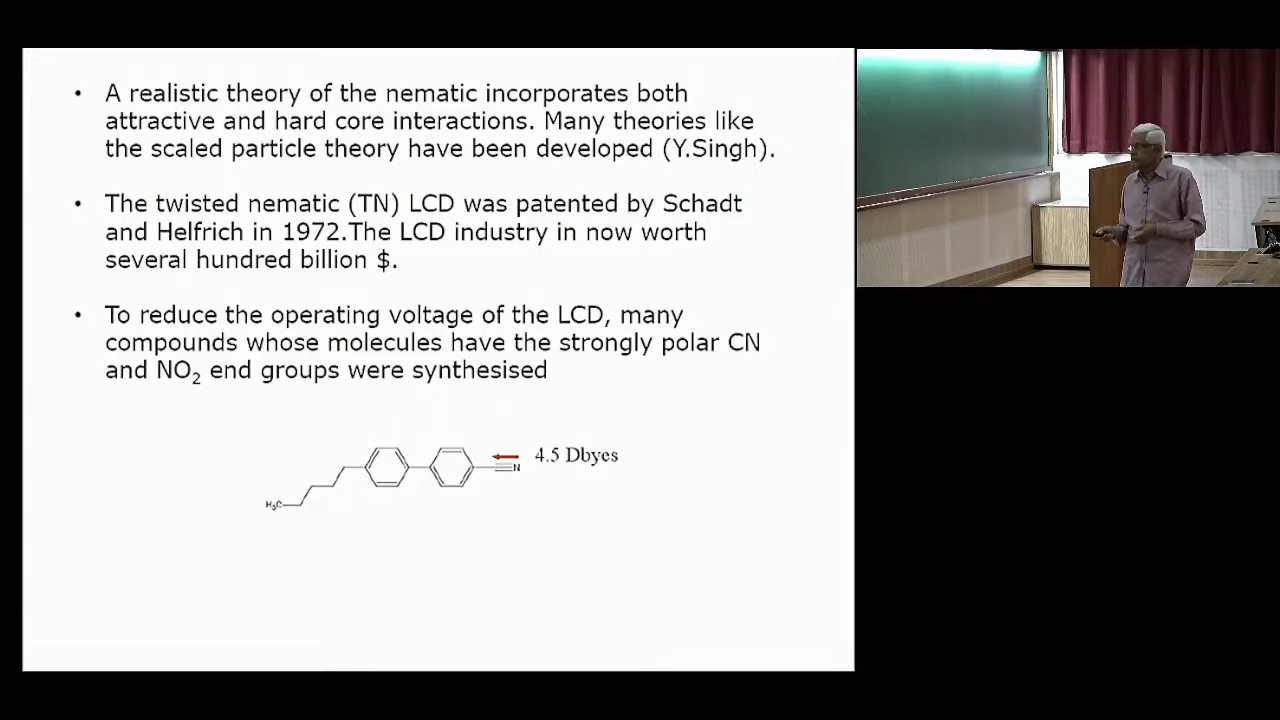 • A realistic theory of the nematic incorporates both
attractive and hard core interactions. Many theories like
the scaled particle theory have been developed (Y.Singh).
• The twisted nematic (TN) LCD was patented by Schadt
and Helfrich in 1972.The LCD industry in now worth
several hundred billion $.
• To reduce the operating voltage of the LCD, many
compounds whose molecules have the strongly polar CN
and NO₂ end groups were synthesised
4.5 Dbyes
N
H₃C